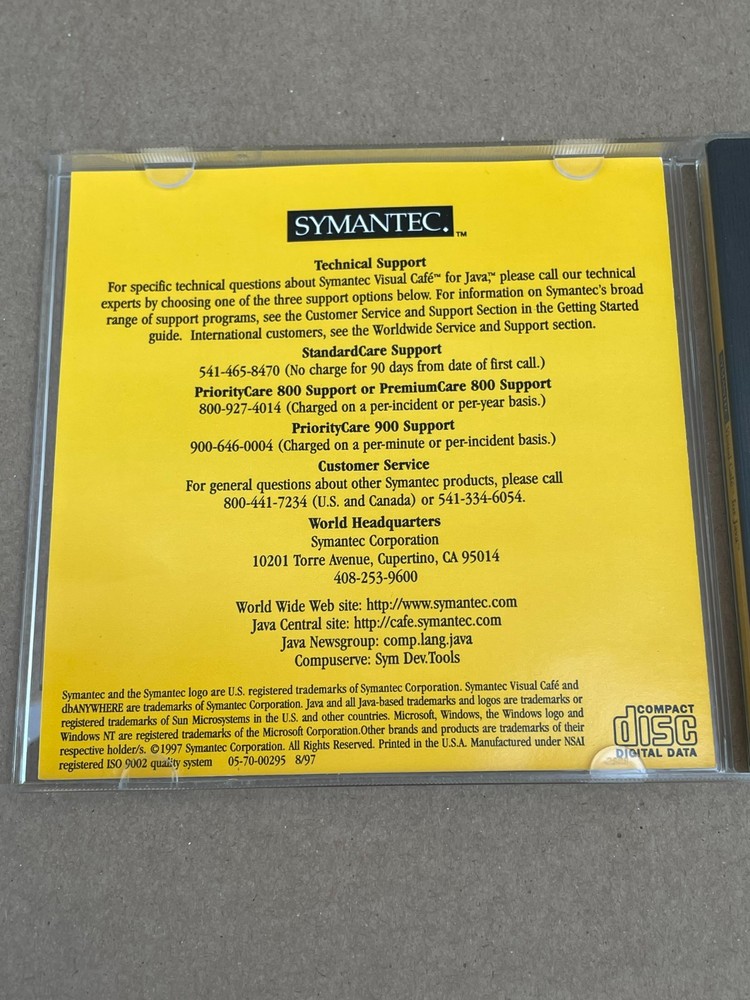 SYMANTEC.™
Technical Support
For specific technical questions about Symantec Visual Café™ for Java,™ please call our technical
experts by choosing one of the three support options below. For information on Symantec's broad
range of support programs, see the Customer Service and Support Section in the Getting Started
guide. International customers, see the Worldwide Service and Support section.
StandardCare Support
541-465-8470 (No charge for 90 days from date of first call.)
PriorityCare 800 Support or PremiumCare 800 Support
800-927-4014 (Charged on a per-incident or per-year basis.)
PriorityCare 900 Support
900-646-0004 (Charged on a per-minute or per-incident basis.)
Customer Service
For general questions about other Symantec products, please call
800-441-7234 (U.S. and Canada) or 541-334-6054.
World Headquarters
Symantec Corporation
10201 Torre Avenue, Cupertino, CA 95014
408-253-9600
World Wide Web site: http://www.symantec.com
Java Central site: http://cafe.symantec.com
Java Newsgroup: comp.lang.java
Compuserve: Sym Dev.Tools
Symantec and the Symantec logo are U.S. registered trademarks of Symantec Corporation. Symantec Visual Café and
dbANYWHERE are trademarks of Symantec Corporation. Java and all Java-based trademarks and logos are trademarks or
registered trademarks of Sun Microsystems in the U.S. and other countries. Microsoft, Windows, the Windows logo and
Windows NT are registered trademarks of the Microsoft Corporation.Other brands and products are trademarks of their
respective holder/s. ©1997 Symantec Corporation. All Rights Reserved. Printed in the U.S.A. Manufactured under NSAI
registered ISO 9002 quality system 05-70-00295 8/97
COMPACT
disc
DIGITAL DATA